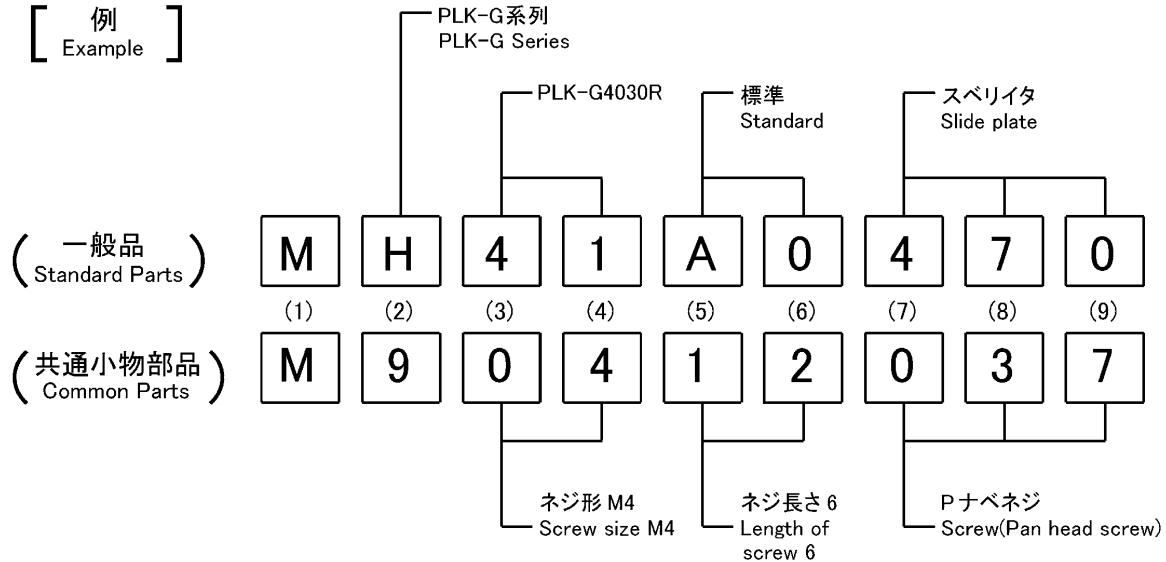 例
Example
PLK-G系列
PLK-G Series
PLK-G4030R
標準
Standard
スベリイタ
Slide plate
一般品
Standard Parts
M H 4 1 A 0 4 7 0
(1) (2) (3) (4) (5) (6) (7) (8) (9)
共通小物部品
Common Parts
M 9 0 4 1 2 0 3 7
ネジ形 M4
Screw size M4
ネジ長さ 6
Length of
screw 6
Pナベネジ
Screw(Pan head screw)